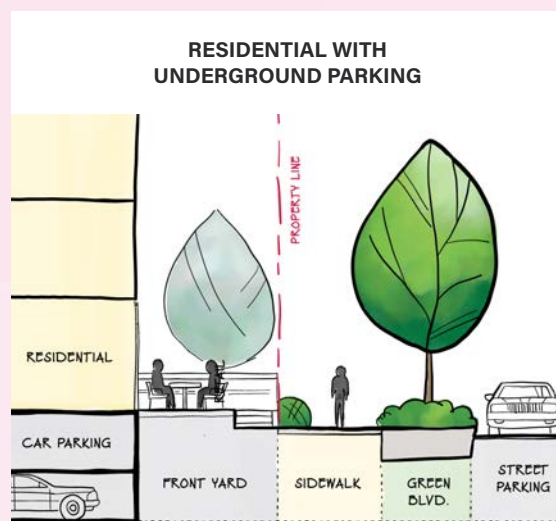 RESIDENTIAL WITH
UNDERGROUND PARKING
PROPERTY LINE
RESIDENTIAL
CAR PARKING
FRONT YARD
SIDEWALK
GREEN
BLVD.
STREET
PARKING